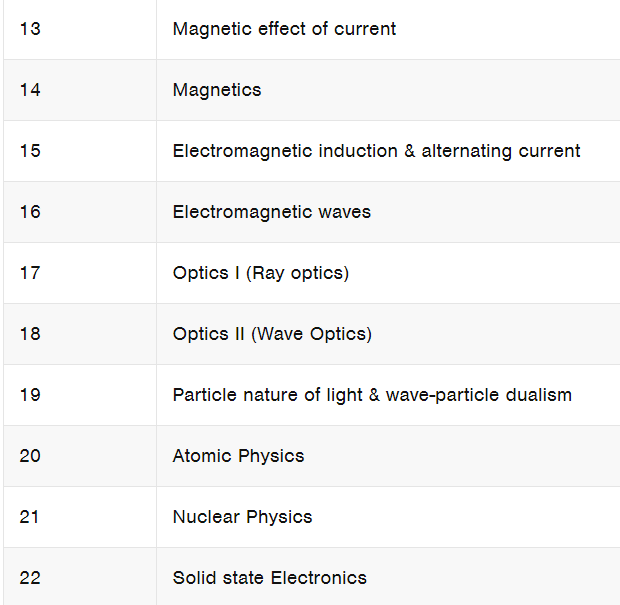 13 Magnetic effect of current
14 Magnetics
15 Electromagnetic induction & alternating current
16 Electromagnetic waves
17 Optics I (Ray optics)
18 Optics II (Wave Optics)
19 Particle nature of light & wave-particle dualism
20 Atomic Physics
21 Nuclear Physics
22 Solid state Electronics